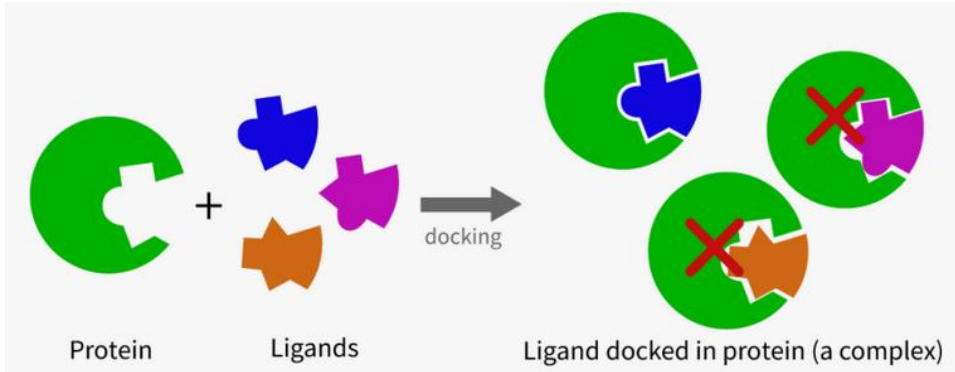 +
docking
Protein
Ligands
Ligand docked in protein (a complex)